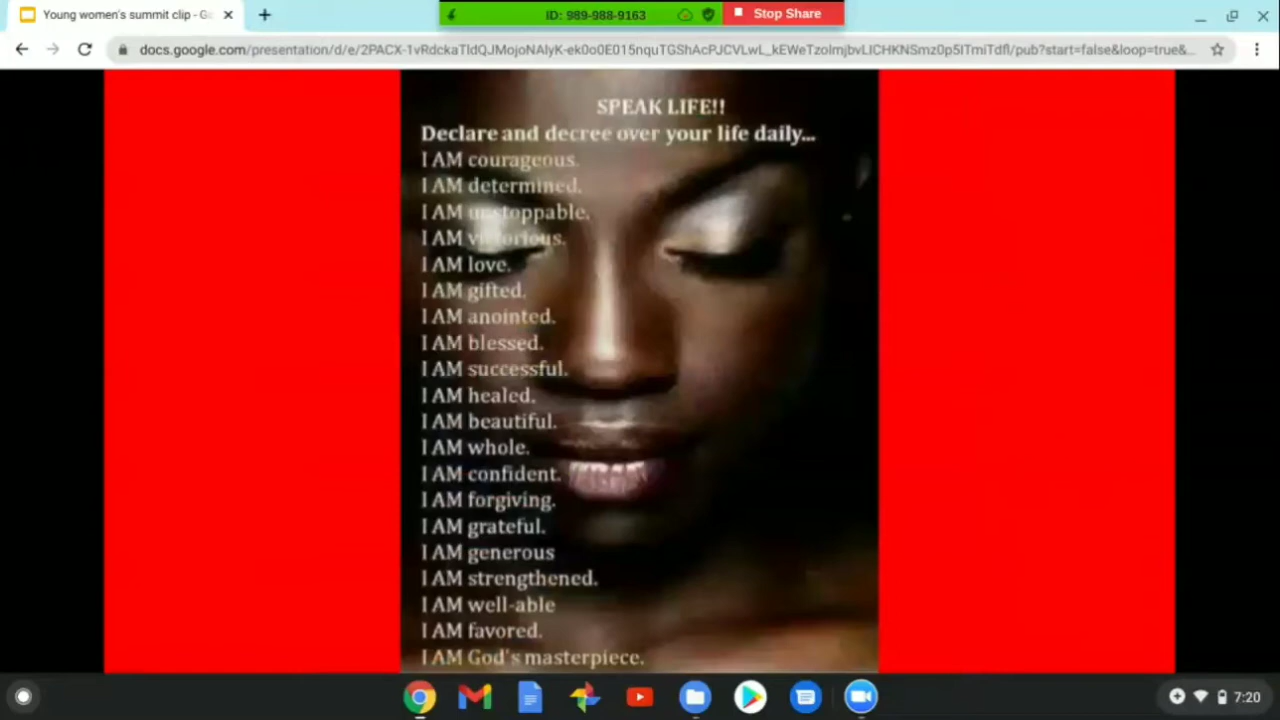 Young women's summit clip - G
ID: 989-988-9163
Stop Share
docs.google.com/presentation/d/e/2PACX-1vRdckaTldQJMojoNAlyK-ek0o0E015nquTGShAcPJCVLwL_kEWeTzolmjbvLICHKNSmz0p5ITmiTdfl/pub?start=false&loop=true&...
SPEAK LIFE!!
Declare and decree over your life daily...
I AM courageous.
I AM determined.
I AM unstoppable.
I AM victorious.
I AM love.
I AM gifted.
I AM anointed.
I AM blessed.
I AM successful.
I AM healed.
I AM beautiful.
I AM whole.
I AM confident.
I AM forgiving.
I AM grateful.
I AM generous
I AM strengthened.
I AM well-able
I AM favored.
I AM God's masterpiece.
7:20